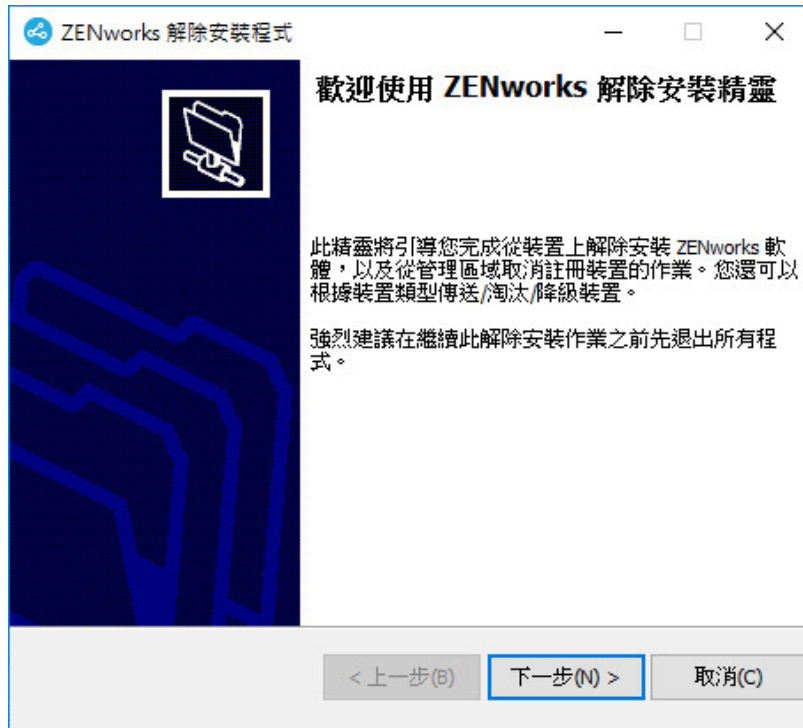 ZENworks 解除安裝程式
歡迎使用 ZENworks 解除安裝精靈
此精靈將引導您完成從裝置上解除安裝 ZENworks 軟
體，以及從管理區域取消註冊裝置的作業。您還可以
根據裝置類型傳送/淘汰/降級裝置。
強烈建議在繼續此解除安裝作業之前先退出所有程
式。
< 上一步(B)
下一步(N) >
取消(C)